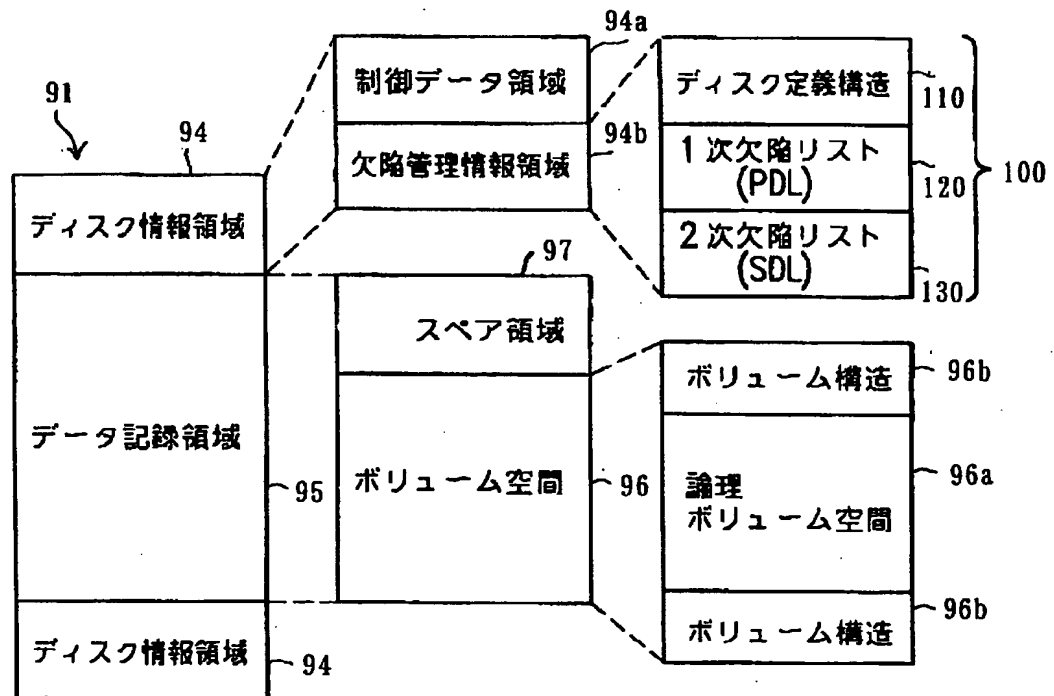 91
94
ディスク情報領域
データ記録領域
95
ディスク情報領域
94
94a
制御データ領域
94b
欠陥管理情報領域
97
スペア領域
ボリューム空間
96
ディスク定義構造
110
1次欠陥リスト
(PDL)
120
2次欠陥リスト
(SDL)
130
100
ボリューム構造
96b
論理
ボリューム空間
96a
ボリューム構造
96b